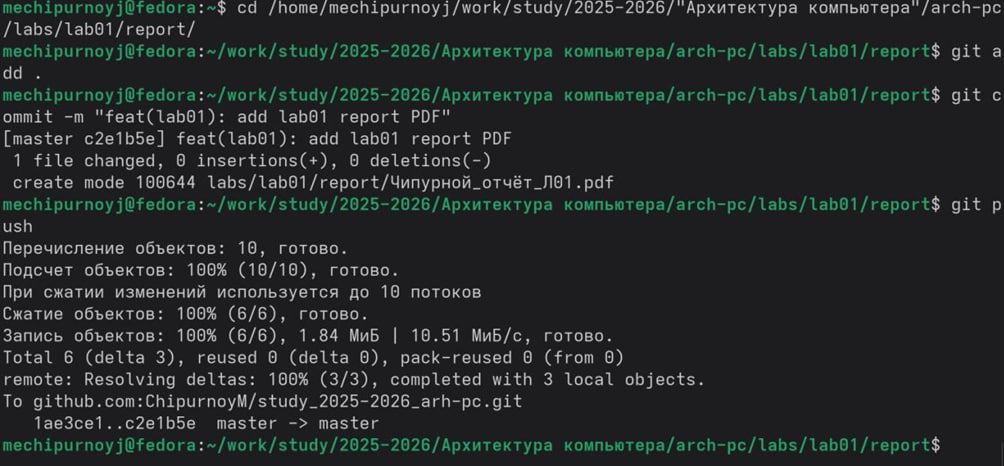 mechipurnoyj@fedora:~$ cd /home/mechipurnoyj/work/study/2025-2026/"Архитектура компьютера"/arch-pc
/labs/lab01/report/
mechipurnoyj@fedora:~/work/study/2025-2026/Архитектура компьютера/arch-pc/labs/lab01/report$ git a
dd .
mechipurnoyj@fedora:~/work/study/2025-2026/Архитектура компьютера/arch-pc/labs/lab01/report$ git c
ommit -m "feat(lab01): add lab01 report PDF"
[master c2e1b5e] feat(lab01): add lab01 report PDF
 1 file changed, 0 insertions(+), 0 deletions(-)
 create mode 100644 labs/lab01/report/Чипурной_отчёт_Л01.pdf
mechipurnoyj@fedora:~/work/study/2025-2026/Архитектура компьютера/arch-pc/labs/lab01/report$ git p
ush
Перечисление объектов: 10, готово.
Подсчет объектов: 100% (10/10), готово.
При сжатии изменений используется до 10 потоков
Сжатие объектов: 100% (6/6), готово.
Запись объектов: 100% (6/6), 1.84 МиБ | 10.51 МиБ/с, готово.
Total 6 (delta 3), reused 0 (delta 0), pack-reused 0 (from 0)
remote: Resolving deltas: 100% (3/3), completed with 3 local objects.
To github.com:ChipurnoyM/study_2025-2026_arh-pc.git
   1ae3ce1..c2e1b5e  master -> master
mechipurnoyj@fedora:~/work/study/2025-2026/Архитектура компьютера/arch-pc/labs/lab01/report$